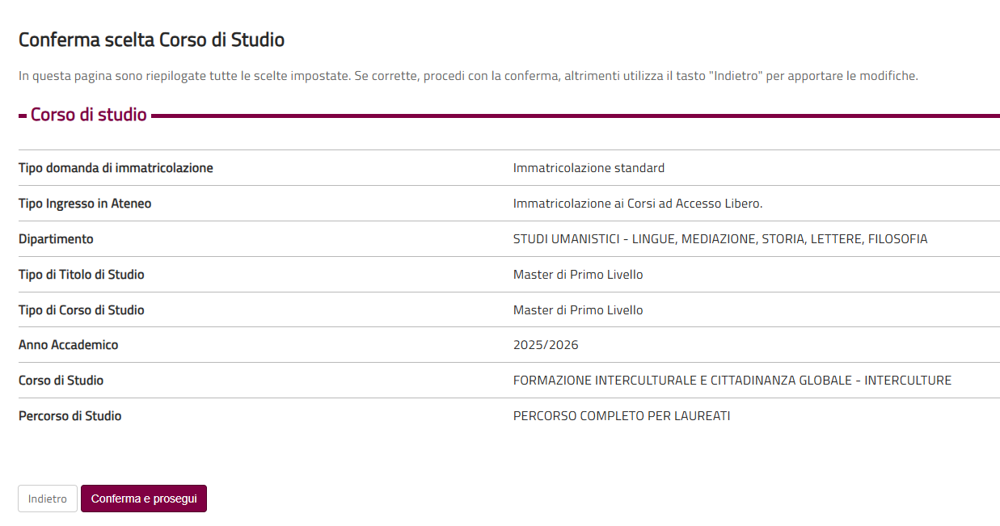 Conferma scelta Corso di Studio
In questa pagina sono riepilogate tutte le scelte impostate. Se corrette, procedi con la conferma, altrimenti utilizza il tasto "Indietro" per apportare le modifiche.
Corso di studio
Tipo domanda di immatricolazione Immatricolazione standard
Tipo Ingresso in Ateneo Immatricolazione ai Corsi ad Accesso Libero.
Dipartimento STUDI UMANISTICI - LINGUE, MEDIAZIONE, STORIA, LETTERE, FILOSOFIA
Tipo di Titolo di Studio Master di Primo Livello
Tipo di Corso di Studio Master di Primo Livello
Anno Accademico 2025/2026
Corso di Studio FORMAZIONE INTERCULTURALE E CITTADINANZA GLOBALE - INTERCULTURE
Percorso di Studio PERCORSO COMPLETO PER LAUREATI
Indietro Conferma e prosegui